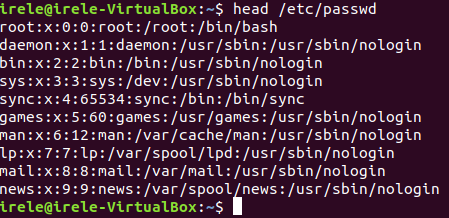 irele@irele-VirtualBox:~$ head /etc/passwd
root:x:0:0:root:/root:/bin/bash
daemon:x:1:1:daemon:/usr/sbin:/usr/sbin/nologin
bin:x:2:2:bin:/bin:/usr/sbin/nologin
sys:x:3:3:sys:/dev:/usr/sbin/nologin
sync:x:4:65534:sync:/bin:/bin/sync
games:x:5:60:games:/usr/games:/usr/sbin/nologin
man:x:6:12:man:/var/cache/man:/usr/sbin/nologin
lp:x:7:7:lp:/var/spool/lpd:/usr/sbin/nologin
mail:x:8:8:mail:/var/mail:/usr/sbin/nologin
news:x:9:9:news:/var/spool/news:/usr/sbin/nologin
irele@irele-VirtualBox:~$